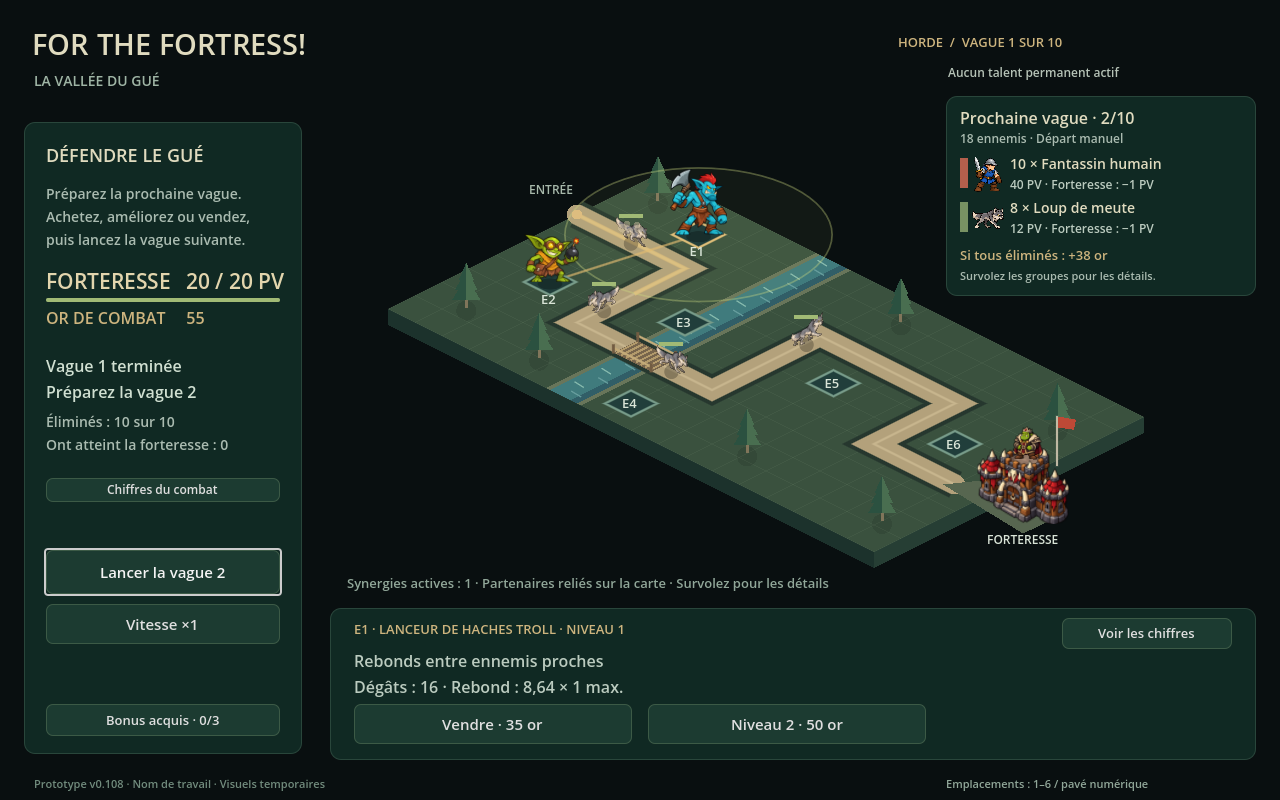 FOR THE FORTRESS!
LA VALLÉE DU GUÉ
HORDE / VAGUE 1 SUR 10
Aucun talent permanent actif
DÉFENDRE LE GUÉ
Préparez la prochaine vague.
Achetez, améliorez ou vendez,
puis lancez la vague suivante.
FORTERESSE 20 / 20 PV
OR DE COMBAT 55
Vague 1 terminée
Préparez la vague 2
Éliminés : 10 sur 10
Ont atteint la forteresse : 0
Chiffres du combat
Lancer la vague 2
Vitesse ×1
Bonus acquis · 0/3
Prochaine vague · 2/10
18 ennemis · Départ manuel
10 × Fantassin humain
40 PV · Forteresse : −1 PV
8 × Loup de meute
12 PV · Forteresse : −1 PV
Si tous éliminés : +38 or
Survolez les groupes pour les détails.
ENTRÉE
E1
E2
E3
E4
E5
E6
FORTERESSE
Synergies actives : 1 · Partenaires reliés sur la carte · Survolez pour les détails
E1 · LANCEUR DE HACHES TROLL · NIVEAU 1
Voir les chiffres
Rebonds entre ennemis proches
Dégâts : 16 · Rebond : 8,64 × 1 max.
Vendre · 35 or
Niveau 2 · 50 or
Prototype v0.108 · Nom de travail · Visuels temporaires
Emplacements : 1–6 / pavé numérique